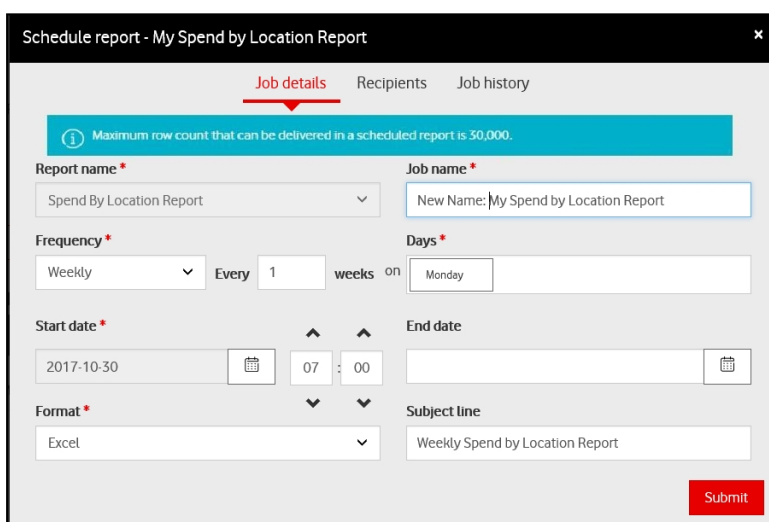 Schedule report - My Spend by Location Report ×
Job details Recipients Job history
Maximum row count that can be delivered in a scheduled report is 30,000.
Report name * Job name *
Spend By Location Report New Name: My Spend by Location Report
Frequency * Days *
Weekly Every 1 weeks on Monday
Start date * End date
2017-10-30 07 : 00
Format * Subject line
Excel Weekly Spend by Location Report
Submit